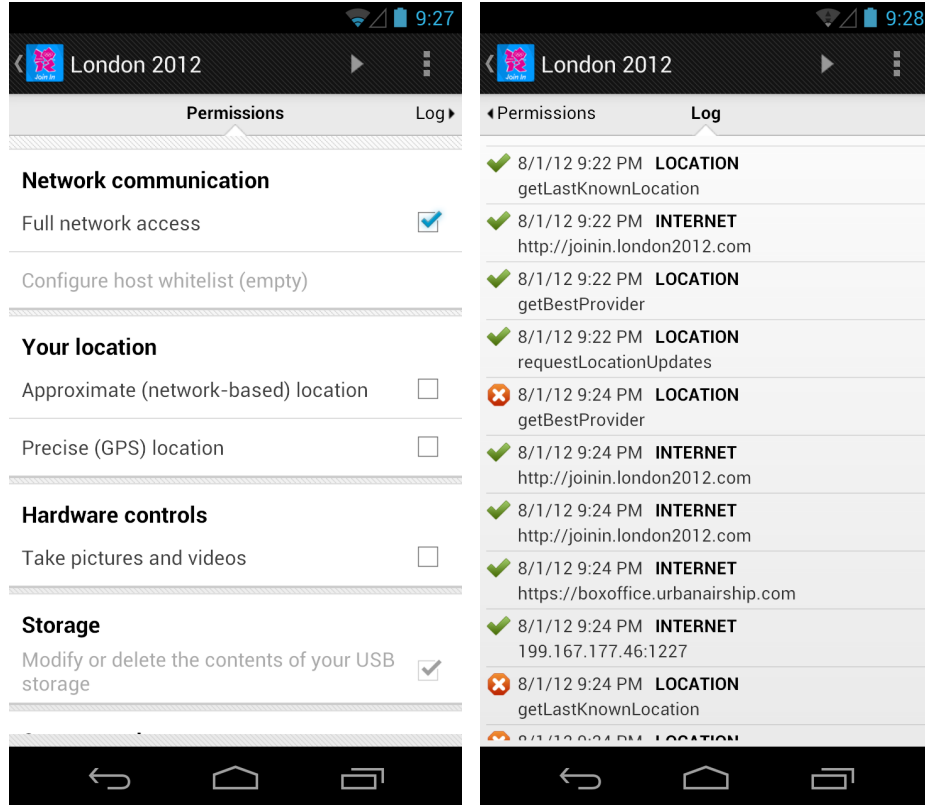 9:27
London 2012
Permissions
Log
Network communication
Full network access
Configure host whitelist (empty)
Your location
Approximate (network-based) location
Precise (GPS) location
Hardware controls
Take pictures and videos
Storage
Modify or delete the contents of your USB
storage
9:28
London 2012
Permissions
Log
8/1/12 9:22 PM LOCATION
getLastKnownLocation
8/1/12 9:22 PM INTERNET
http://joinin.london2012.com
8/1/12 9:22 PM LOCATION
getBestProvider
8/1/12 9:22 PM LOCATION
requestLocationUpdates
8/1/12 9:24 PM LOCATION
getBestProvider
8/1/12 9:24 PM INTERNET
http://joinin.london2012.com
8/1/12 9:24 PM INTERNET
http://joinin.london2012.com
8/1/12 9:24 PM INTERNET
https://boxoffice.urbanairship.com
8/1/12 9:24 PM INTERNET
199.167.177.46:1227
8/1/12 9:24 PM LOCATION
getLastKnownLocation
8/1/12 9:24 PM LOCATION